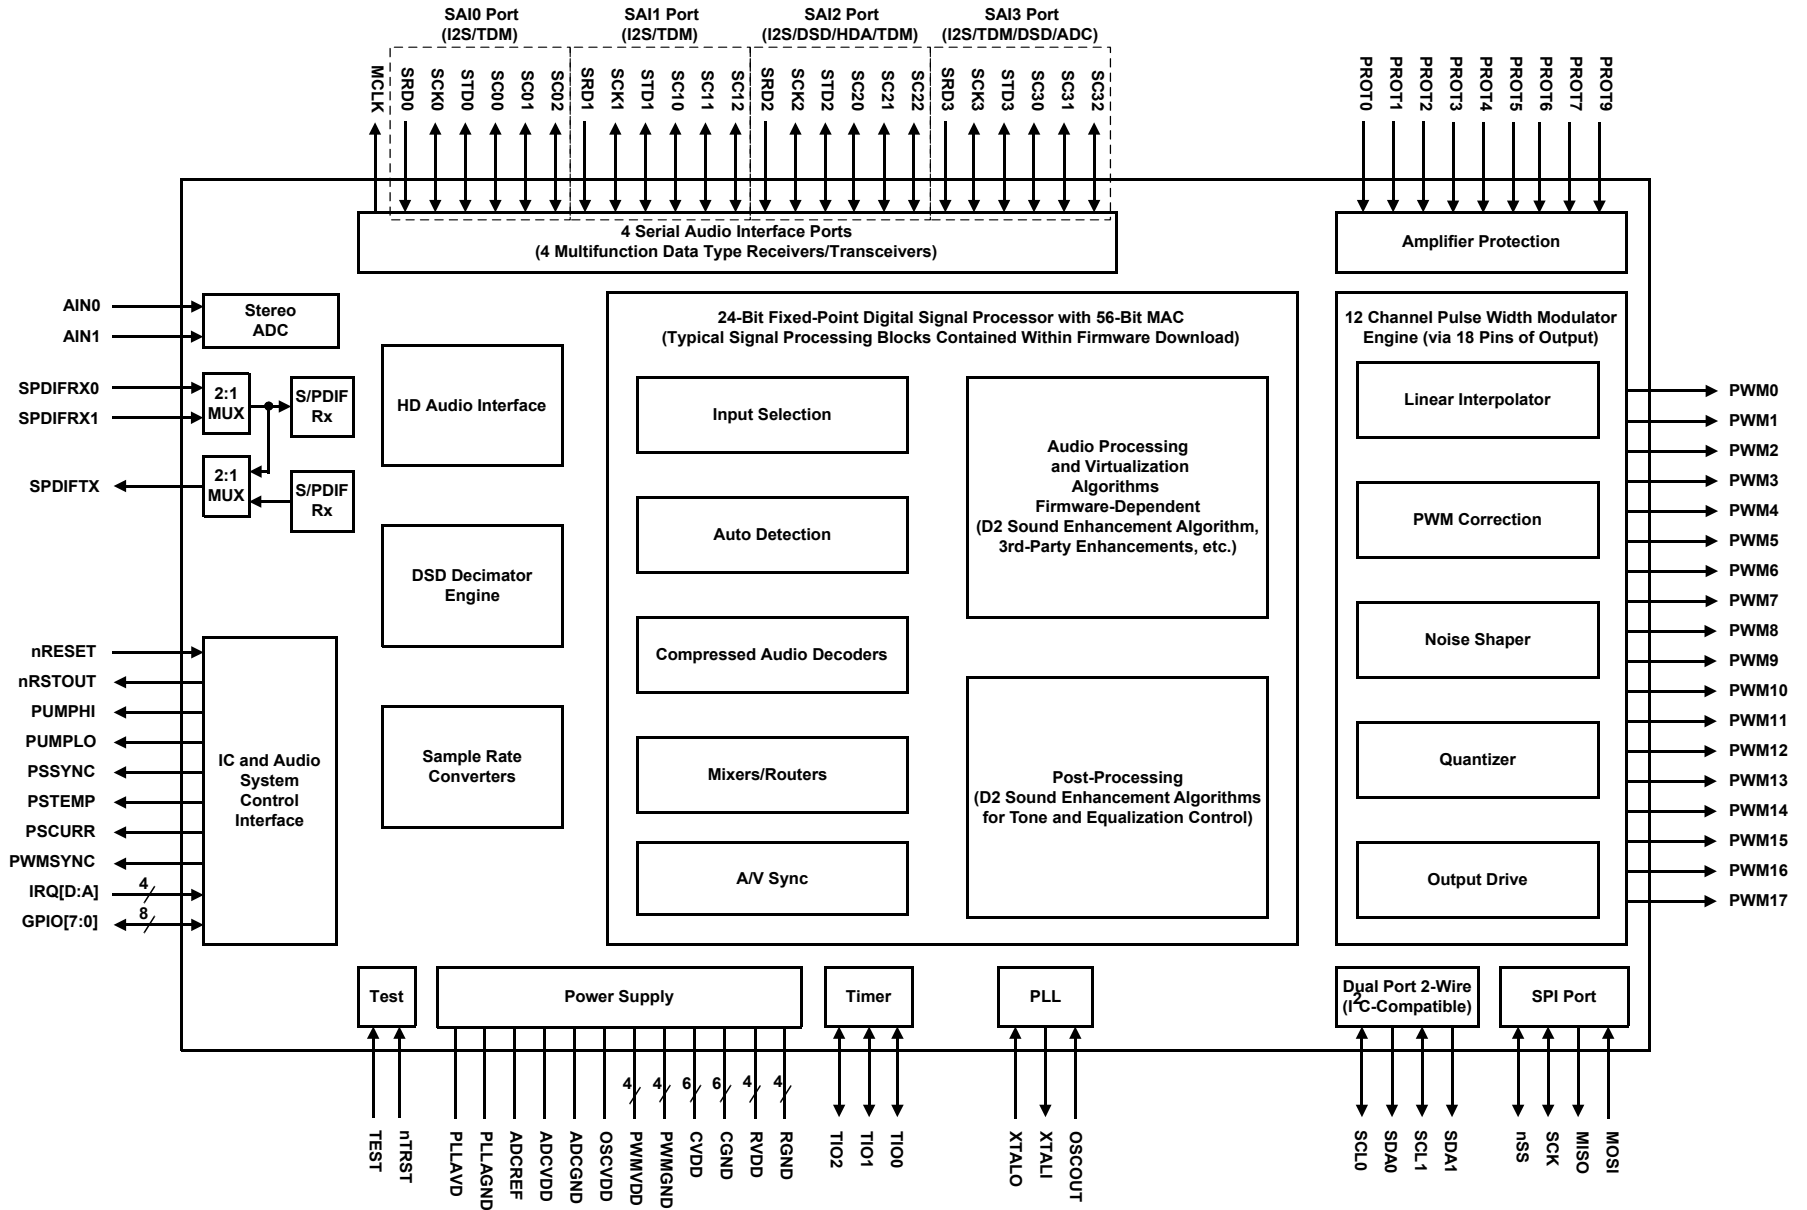 SAI0 Port
(I2S/TDM)
SAI1 Port
(I2S/TDM)
SAI2 Port
(I2S/DSD/HDA/TDM)
SAI3 Port
(I2S/TDM/DSD/ADC)
MCLK
SRD0
SCK0
STD0
SC00
SC01
SC02
SRD1
SCK1
STD1
SC10
SC11
SC12
SRD2
SCK2
STD2
SC20
SC21
SC22
SRD3
SCK3
STD3
SC30
SC31
SC32
PROT0
PROT1
PROT2
PROT3
PROT4
PROT5
PROT6
PROT7
PROT9
4 Serial Audio Interface Ports
(4 Multifunction Data Type Receivers/Transceivers)
Amplifier Protection
AIN0
AIN1
Stereo
ADC
SPDIFRX0
SPDIFRX1
2:1
MUX
S/PDIF
Rx
SPDIFTX
2:1
MUX
S/PDIF
Rx
HD Audio Interface
DSD Decimator
Engine
Sample Rate
Converters
24-Bit Fixed-Point Digital Signal Processor with 56-Bit MAC
(Typical Signal Processing Blocks Contained Within Firmware Download)
Input Selection
Auto Detection
Compressed Audio Decoders
Mixers/Routers
A/V Sync
Audio Processing
and Virtualization
Algorithms
Firmware-Dependent
(D2 Sound Enhancement Algorithm,
3rd-Party Enhancements, etc.)
Post-Processing
(D2 Sound Enhancement Algorithms
for Tone and Equalization Control)
12 Channel Pulse Width Modulator
Engine (via 18 Pins of Output)
Linear Interpolator
PWM Correction
Noise Shaper
Quantizer
Output Drive
PWM0
PWM1
PWM2
PWM3
PWM4
PWM5
PWM6
PWM7
PWM8
PWM9
PWM10
PWM11
PWM12
PWM13
PWM14
PWM15
PWM16
PWM17
nRESET
nRSTOUT
PUMPHI
PUMPLO
PSSYNC
PSTEMP
PSCURR
PWMSYNC
IRQ[D:A]
4
GPIO[7:0]
8
IC and Audio
System
Control
Interface
Test
Power Supply
Timer
PLL
Dual Port 2-Wire
(I2C-Compatible)
SPI Port
4
4
6
6
4
4
TEST
nTRST
PLLAVD
PLLAGND
ADCREF
ADCVDD
ADCGND
OSCVDD
PWMVDD
PWMGND
CVDD
CGND
RVDD
RGND
TIO2
TIO1
TIO0
XTALO
XTALI
OSCOUT
SCL0
SDA0
SCL1
SDA1
nSS
SCK
MISO
MOSI